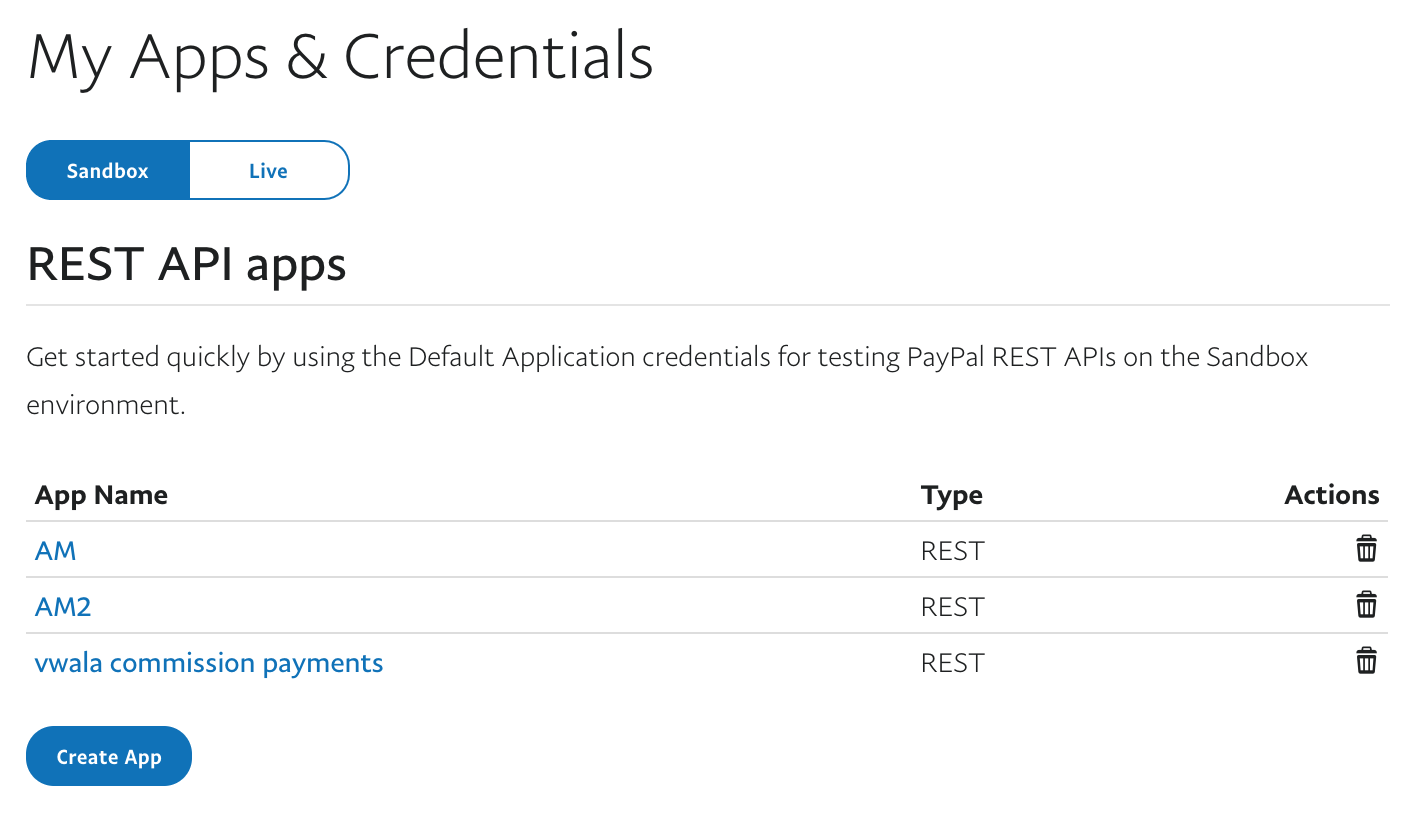 My Apps & Credentials
Sandbox Live
REST API apps
Get started quickly by using the Default Application credentials for testing PayPal REST APIs on the Sandbox
environment.
App Name Type Actions
AM REST
AM2 REST
vwala commission payments REST
Create App